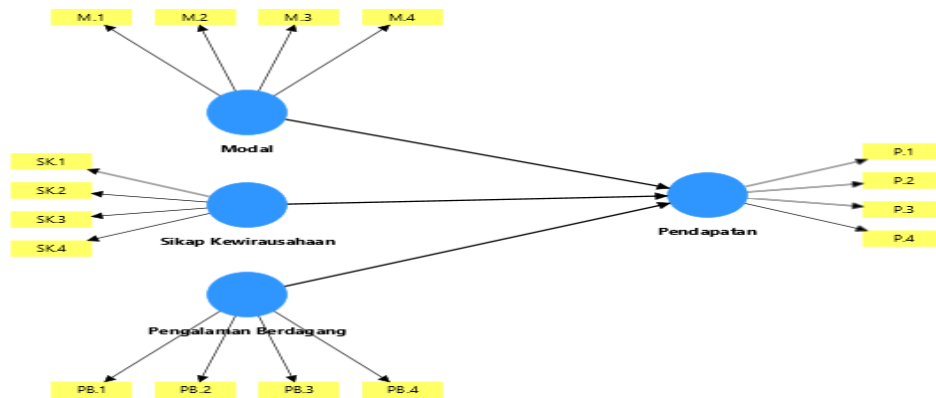 M.1
M.2
M.3
M.4
Modal
SK.1
SK.2
SK.3
SK.4
Sikap Kewirausahaan
Pengalaman Berdagang
PB.1
PB.2
PB.3
PB.4
Pendapatan
P.1
P.2
P.3
P.4